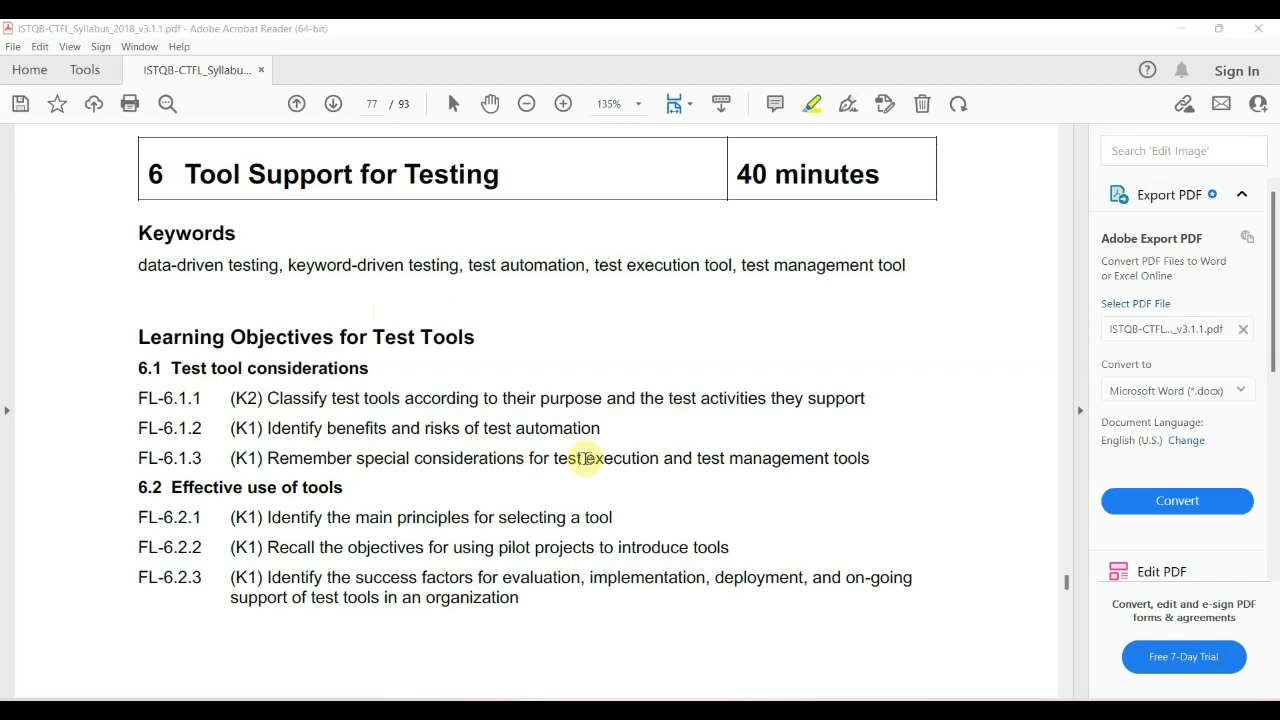 ISTQB-CTFL_Syllabus_2018_v3.1.1.pdf - Adobe Acrobat Reader (64-bit)
File Edit View Sign Window Help
Home Tools ISTQB-CTFL_Syllabu... × Sign In
77 / 93 135%
6 Tool Support for Testing 40 minutes
Keywords
data-driven testing, keyword-driven testing, test automation, test execution tool, test management tool
Learning Objectives for Test Tools
6.1 Test tool considerations
FL-6.1.1 (K2) Classify test tools according to their purpose and the test activities they support
FL-6.1.2 (K1) Identify benefits and risks of test automation
FL-6.1.3 (K1) Remember special considerations for test execution and test management tools
6.2 Effective use of tools
FL-6.2.1 (K1) Identify the main principles for selecting a tool
FL-6.2.2 (K1) Recall the objectives for using pilot projects to introduce tools
FL-6.2.3 (K1) Identify the success factors for evaluation, implementation, deployment, and on-going
support of test tools in an organization
Search 'Edit Image'
Export PDF
Adobe Export PDF
Convert PDF Files to Word
or Excel Online
Select PDF File
ISTQB-CTFL..._v3.1.1.pdf
Convert to
Microsoft Word (*.docx)
Document Language:
English (U.S.) Change
Convert
Edit PDF
Convert, edit and e-sign PDF
forms & agreements
Free 7-Day Trial